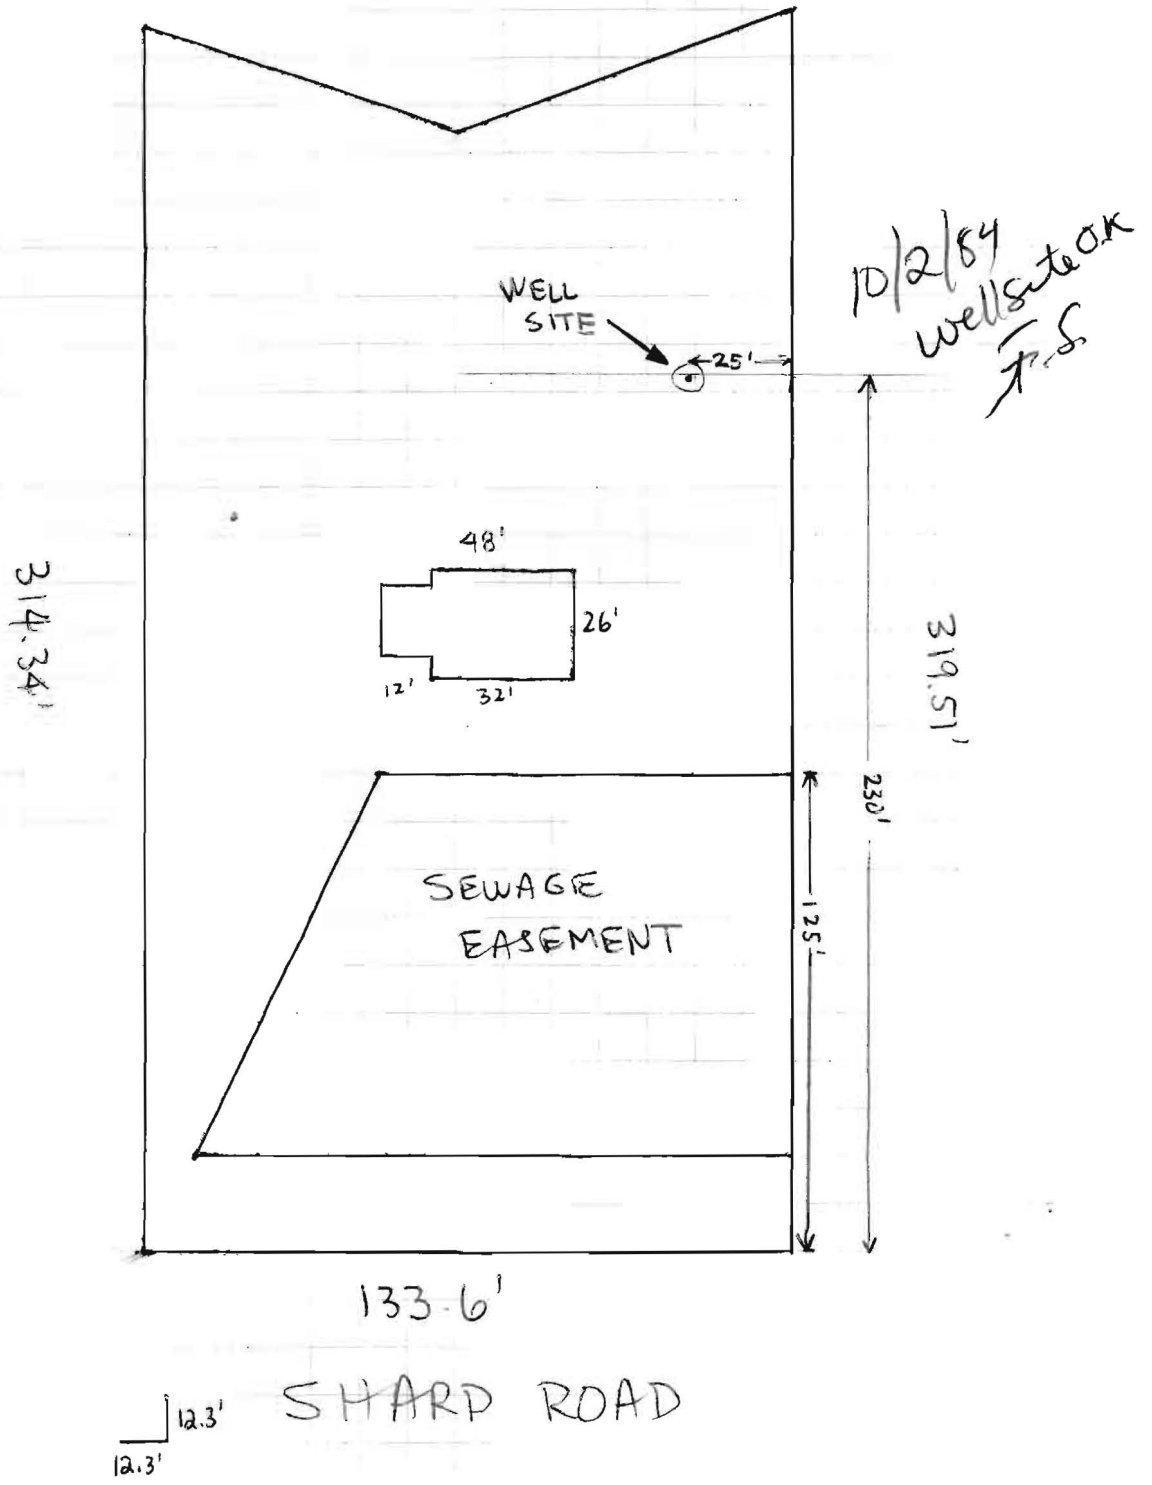 10/2/84
Wellsite O.K
F.S.
WELL
SITE
25'
48'
26'
12'
32'
314.34'
319.51'
230'
SEWAGE
EASEMENT
125'
133.6'
SHARP ROAD
12.3'
12.3'